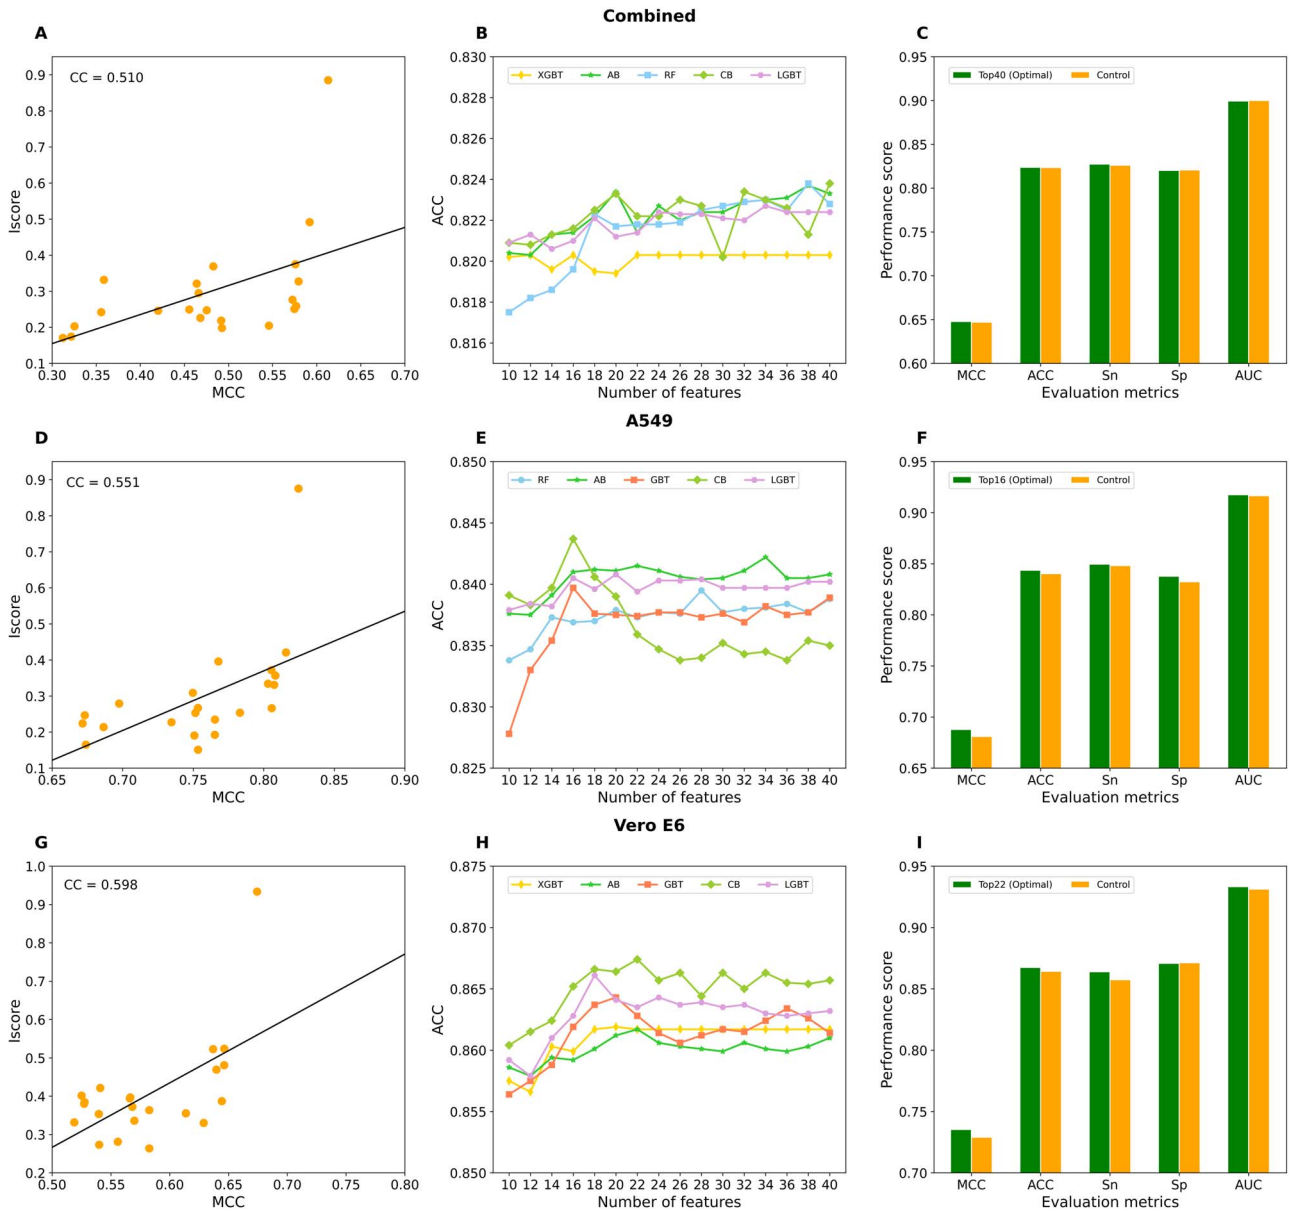 Combined
A
CC = 0.510
0.9
0.8
0.7
0.6
0.5
0.4
0.3
0.2
0.1
Iscore
0.30 0.35 0.40 0.45 0.50 0.55 0.60 0.65 0.70
MCC
B
XGBT AB RF CB LGBT
0.830
0.828
0.826
0.824
0.822
0.820
0.818
0.816
ACC
10 12 14 16 18 20 22 24 26 28 30 32 34 36 38 40
Number of features
C
Top40 (Optimal) Control
0.95
0.90
0.85
0.80
0.75
0.70
0.65
0.60
Performance score
MCC ACC Sn Sp AUC
Evaluation metrics
A549
D
CC = 0.551
0.9
0.8
0.7
0.6
0.5
0.4
0.3
0.2
0.1
Iscore
0.65 0.70 0.75 0.80 0.85 0.90
MCC
E
RF AB GBT CB LGBT
0.850
0.845
0.840
0.835
0.830
0.825
ACC
10 12 14 16 18 20 22 24 26 28 30 32 34 36 38 40
Number of features
F
Top16 (Optimal) Control
0.95
0.90
0.85
0.80
0.75
0.70
0.65
Performance score
MCC ACC Sn Sp AUC
Evaluation metrics
Vero E6
G
CC = 0.598
1.0
0.9
0.8
0.7
0.6
0.5
0.4
0.3
0.2
Iscore
0.50 0.55 0.60 0.65 0.70 0.75 0.80
MCC
H
XGBT AB GBT CB LGBT
0.875
0.870
0.865
0.860
0.855
0.850
ACC
10 12 14 16 18 20 22 24 26 28 30 32 34 36 38 40
Number of features
I
Top22 (Optimal) Control
0.95
0.90
0.85
0.80
0.75
0.70
Performance score
MCC ACC Sn Sp AUC
Evaluation metrics